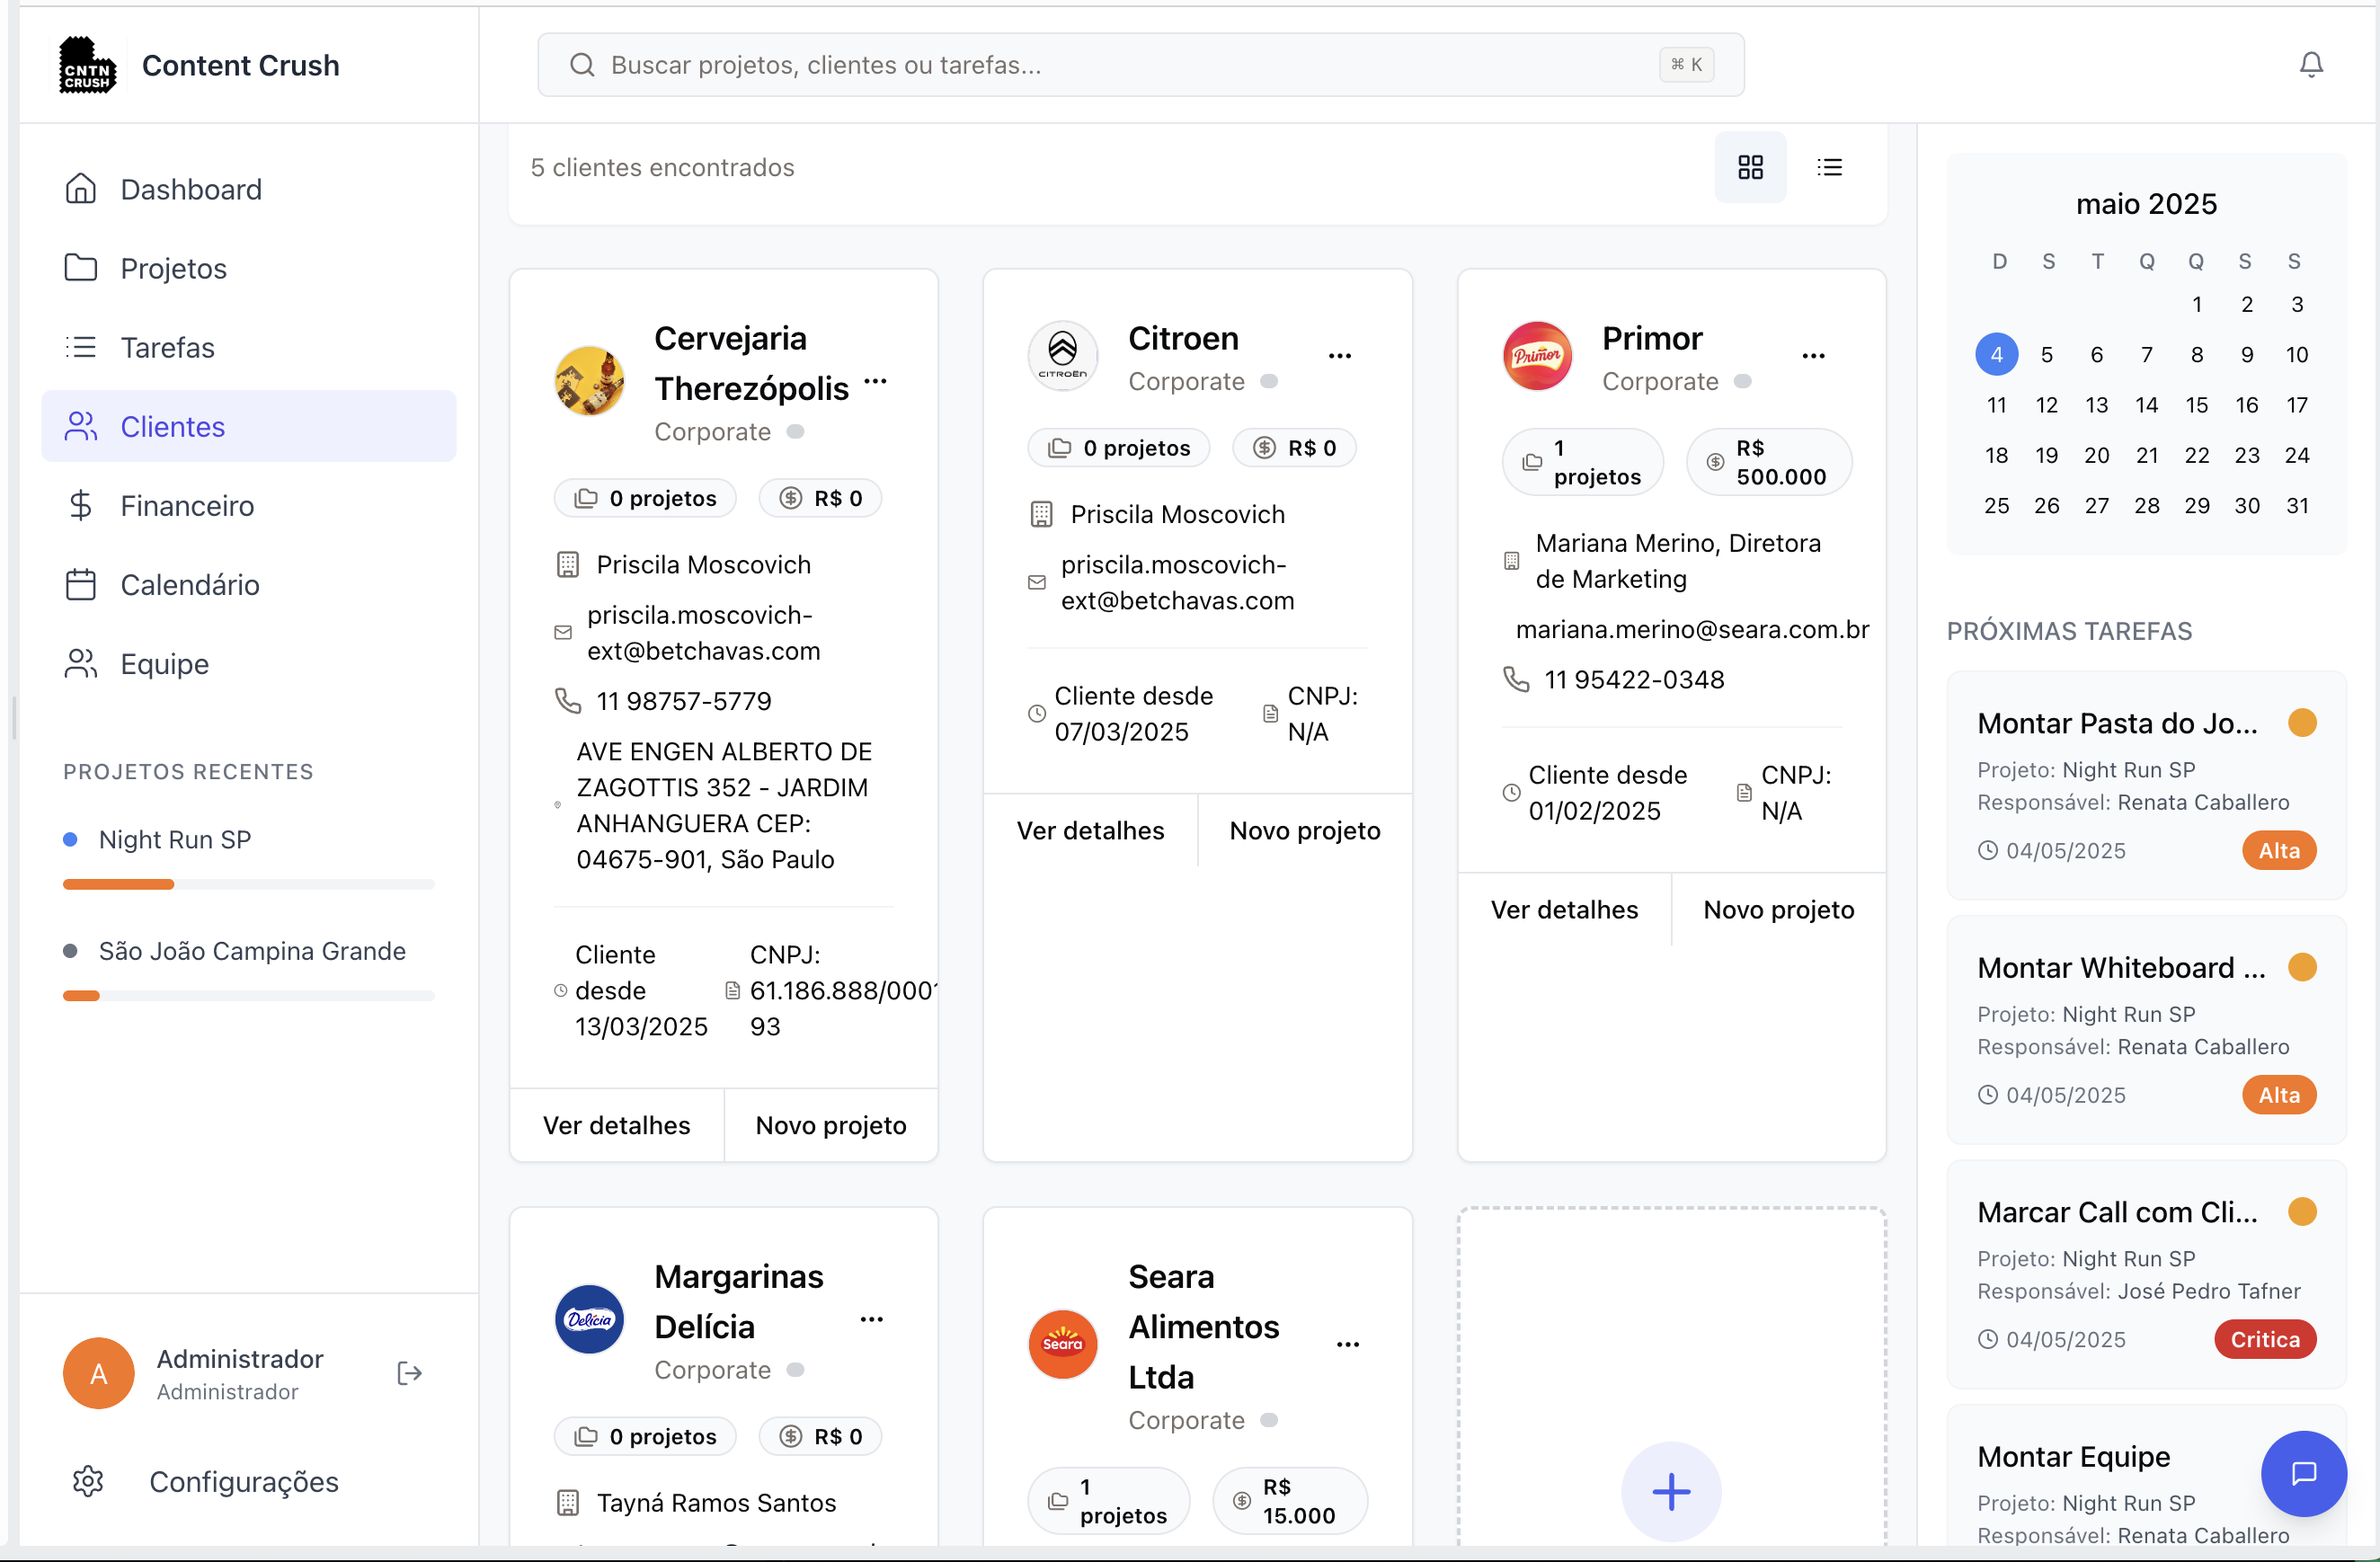 CNTN
CRUSH
Content Crush
Buscar projetos, clientes ou tarefas...
⌘ K
Dashboard
Projetos
Tarefas
Clientes
Financeiro
Calendário
Equipe
PROJETOS RECENTES
Night Run SP
São João Campina Grande
A
Administrador
Administrador
Configurações
5 clientes encontrados
Cervejaria
Therezópolis
Corporate
0 projetos
R$ 0
Priscila Moscovich
priscila.moscovich-
ext@betchavas.com
11 98757-5779
AVE ENGEN ALBERTO DE
ZAGOTTIS 352 - JARDIM
ANHANGUERA CEP:
04675-901, São Paulo
Cliente
desde
13/03/2025
CNPJ:
61.186.888/000
93
Ver detalhes
Novo projeto
CITROËN
Citroen
Corporate
0 projetos
R$ 0
Priscila Moscovich
priscila.moscovich-
ext@betchavas.com
Cliente desde
07/03/2025
CNPJ:
N/A
Ver detalhes
Novo projeto
Primor
Primor
Corporate
1
projetos
R$
500.000
Mariana Merino, Diretora
de Marketing
mariana.merino@seara.com.br
11 95422-0348
Cliente desde
01/02/2025
CNPJ:
N/A
Ver detalhes
Novo projeto
Delícia
Margarinas
Delícia
Corporate
0 projetos
R$ 0
Tayná Ramos Santos
Seara
Seara
Alimentos
Ltda
Corporate
1
projetos
R$
15.000
maio 2025
D S T Q Q S S
1 2 3
4 5 6 7 8 9 10
11 12 13 14 15 16 17
18 19 20 21 22 23 24
25 26 27 28 29 30 31
PRÓXIMAS TAREFAS
Montar Pasta do Jo...
Projeto: Night Run SP
Responsável: Renata Caballero
04/05/2025
Alta
Montar Whiteboard ...
Projeto: Night Run SP
Responsável: Renata Caballero
04/05/2025
Alta
Marcar Call com Cli...
Projeto: Night Run SP
Responsável: José Pedro Tafner
04/05/2025
Critica
Montar Equipe
Projeto: Night Run SP
Responsável: Renata Caballero